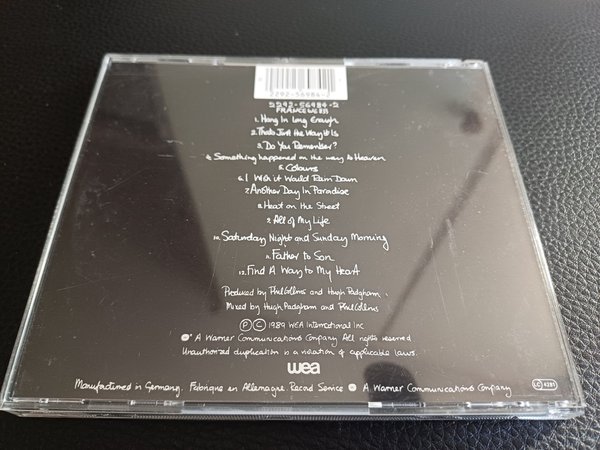 2292-56984-2
2292-56984-2
FRANCE WE 833
1. Hang in Long Enough
2. That's Just the Way It Is
3. Do You Remember?
4. Something happened on the way to Heaven
5. Colours
6. I Wish it Would Rain Down
7. Another Day In Paradise
8. Heat on the Street
9. All of My Life
10. Saturday Night and Sunday Morning
11. Father to Son
12. Find A Way to My Heart
Produced by Phil Collins and Hugh Padgham
Mixed by Hugh Padgham and Phil Collins
Ⓟ Ⓒ 1989 WEA International Inc
A Warner Communications Company All rights reserved
Unauthorized duplication is a violation of applicable laws.
wea
Manufactured in Germany. Fabriqué en Allemagne Record Service A Warner Communications Company
LC 4281